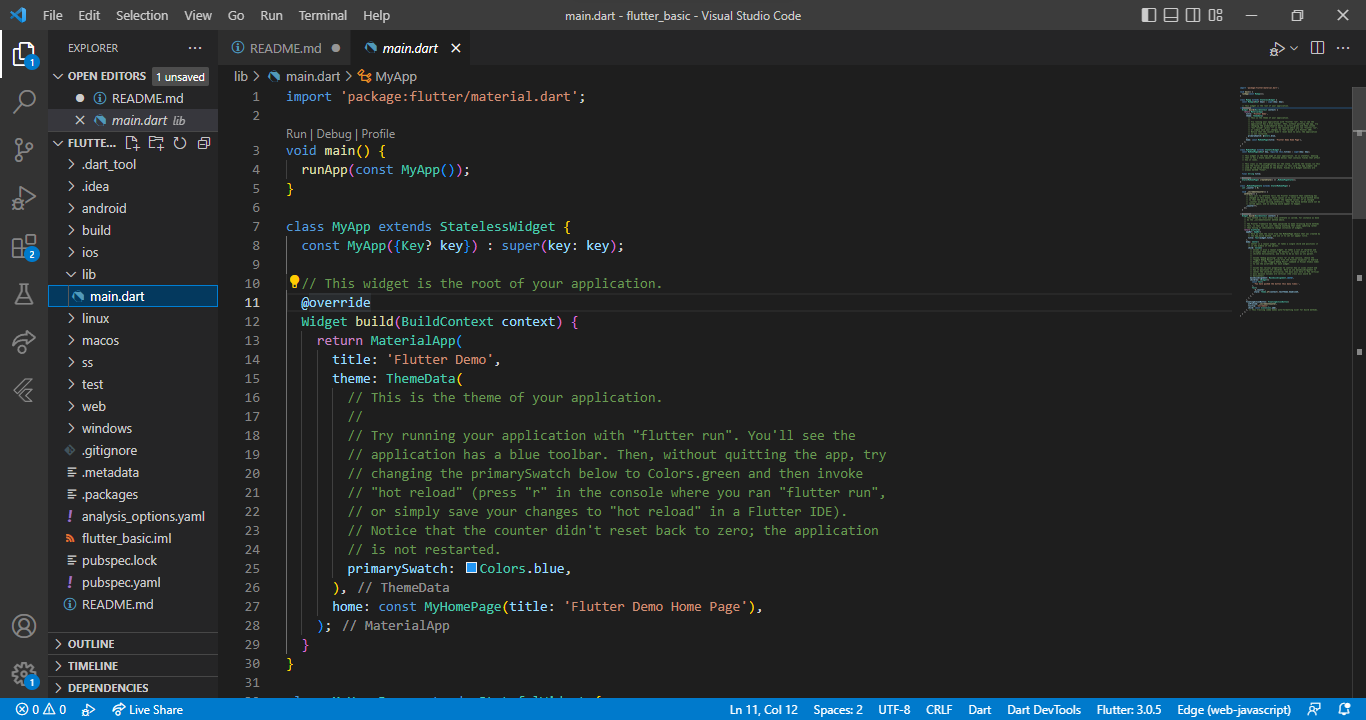 File Edit Selection View Go Run Terminal Help
main.dart - flutter_basic - Visual Studio Code
EXPLORER
OPEN EDITORS 1 unsaved
README.md
main.dart lib
FLUTTE...
.dart_tool
.idea
android
build
ios
lib
main.dart
linux
macos
ss
test
web
windows
.gitignore
.metadata
.packages
analysis_options.yaml
flutter_basic.iml
pubspec.lock
pubspec.yaml
README.md
OUTLINE
TIMELINE
DEPENDENCIES
1
2
1
README.md main.dart
lib > main.dart > MyApp
1 import 'package:flutter/material.dart';
2
Run | Debug | Profile
3 void main() {
4 runApp(const MyApp());
5 }
6
7 class MyApp extends StatelessWidget {
8 const MyApp({Key? key}) : super(key: key);
9
10 // This widget is the root of your application.
11 @override
12 Widget build(BuildContext context) {
13 return MaterialApp(
14 title: 'Flutter Demo',
15 theme: ThemeData(
16 // This is the theme of your application.
17 //
18 // Try running your application with "flutter run". You'll see the
19 // application has a blue toolbar. Then, without quitting the app, try
20 // changing the primarySwatch below to Colors.green and then invoke
21 // "hot reload" (press "r" in the console where you ran "flutter run",
22 // or simply save your changes to "hot reload" in a Flutter IDE).
23 // Notice that the counter didn't reset back to zero; the application
24 // is not restarted.
25 primarySwatch: Colors.blue,
26 ), // ThemeData
27 home: const MyHomePage(title: 'Flutter Demo Home Page'),
28 ); // MaterialApp
29 }
30 }
31
0 0 Live Share Ln 11, Col 12 Spaces: 2 UTF-8 CRLF Dart Dart DevTools Flutter: 3.0.5 Edge (web-javascript)